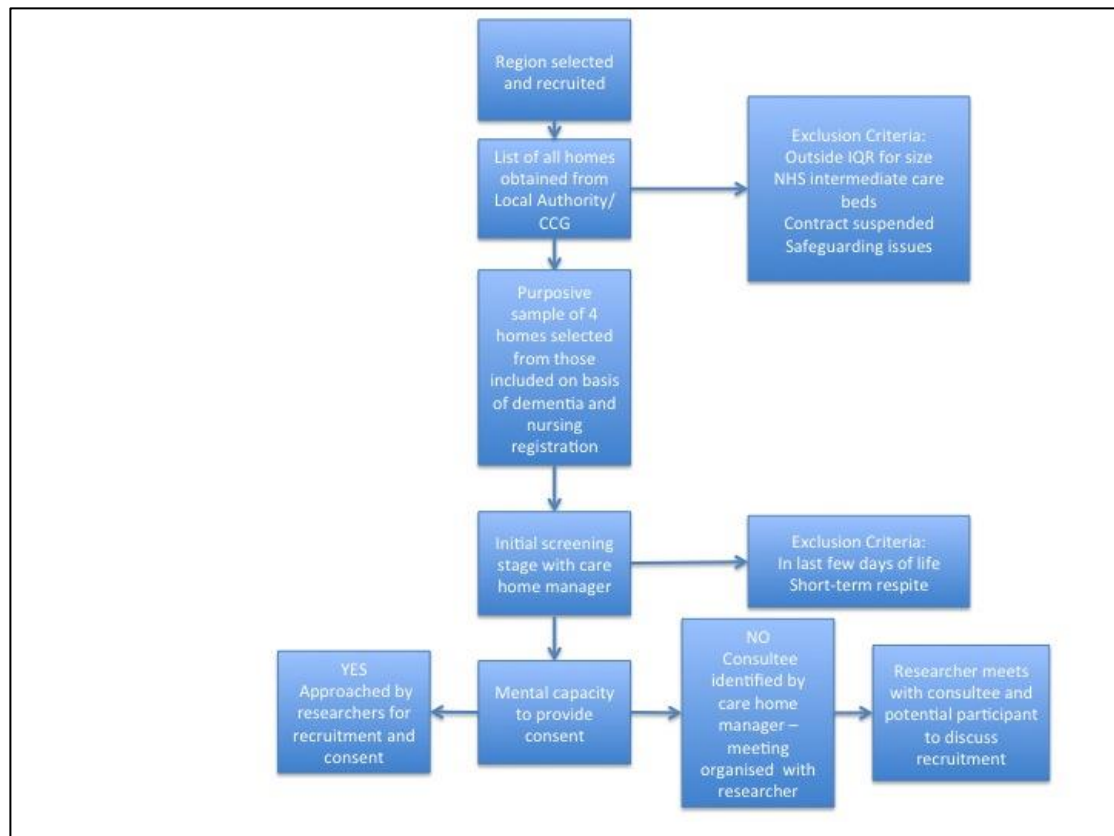 Region selected
and recruited
List of all homes
obtained from
Local Authority/
CCG
Exclusion Criteria:
Outside IQR for size
NHS intermediate care
beds
Contract suspended
Safeguarding issues
Purposive
sample of 4
homes selected
from those
included on basis
of dementia and
nursing
registration
Initial screening
stage with care
home manager
Exclusion Criteria:
In last few days of life
Short-term respite
YES
Approached by
researchers for
recruitment and
consent
Mental capacity
to provide
consent
NO
Consultee
identified by
care home
manager –
meeting
organised with
researcher
Researcher meets
with consultee and
potential participant
to discuss
recruitment